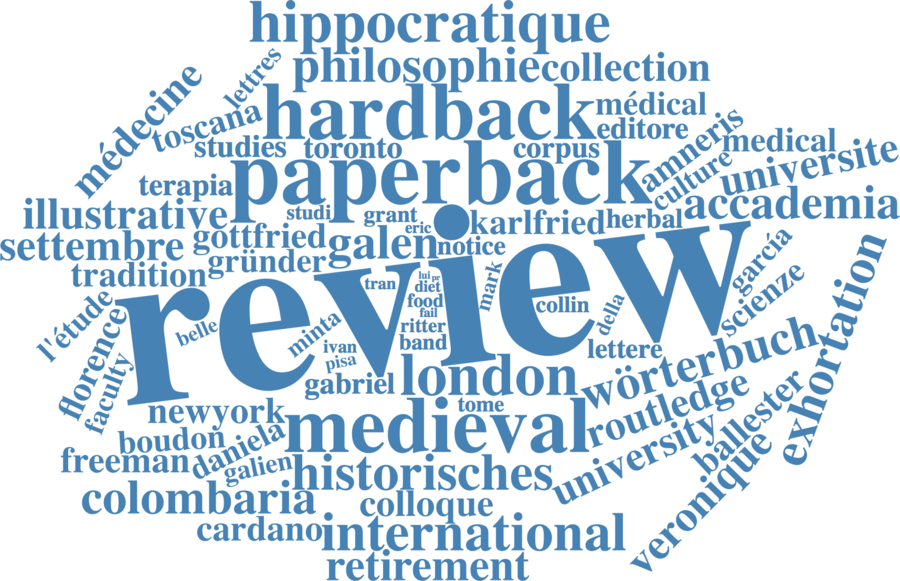 hippocratique
lettres
philosophie collection
médecine
toscana
hardback
médical
editore
amneris
medical
studies toronto
corpus
culture
universite
terapia
paperback
illustrative
studi
grant
eric
karlfried
herbal
accademia
settembre
gottfried
galen
notice
gründer
tradition
review
tran
lui
pr
diet
food
fail
mark
collin
della
garcía
scienze
exhortation
l'étude
florence
faculty
belle
minta
ivan
pisa
ritter
band
lettere
wörterbuch
gabriel
london
newyork
tome
routledge
boudon
daniela
medieval
university
ballester
freeman
galien
historisches
veronique
colombaria
colloque
cardano
international
retirement